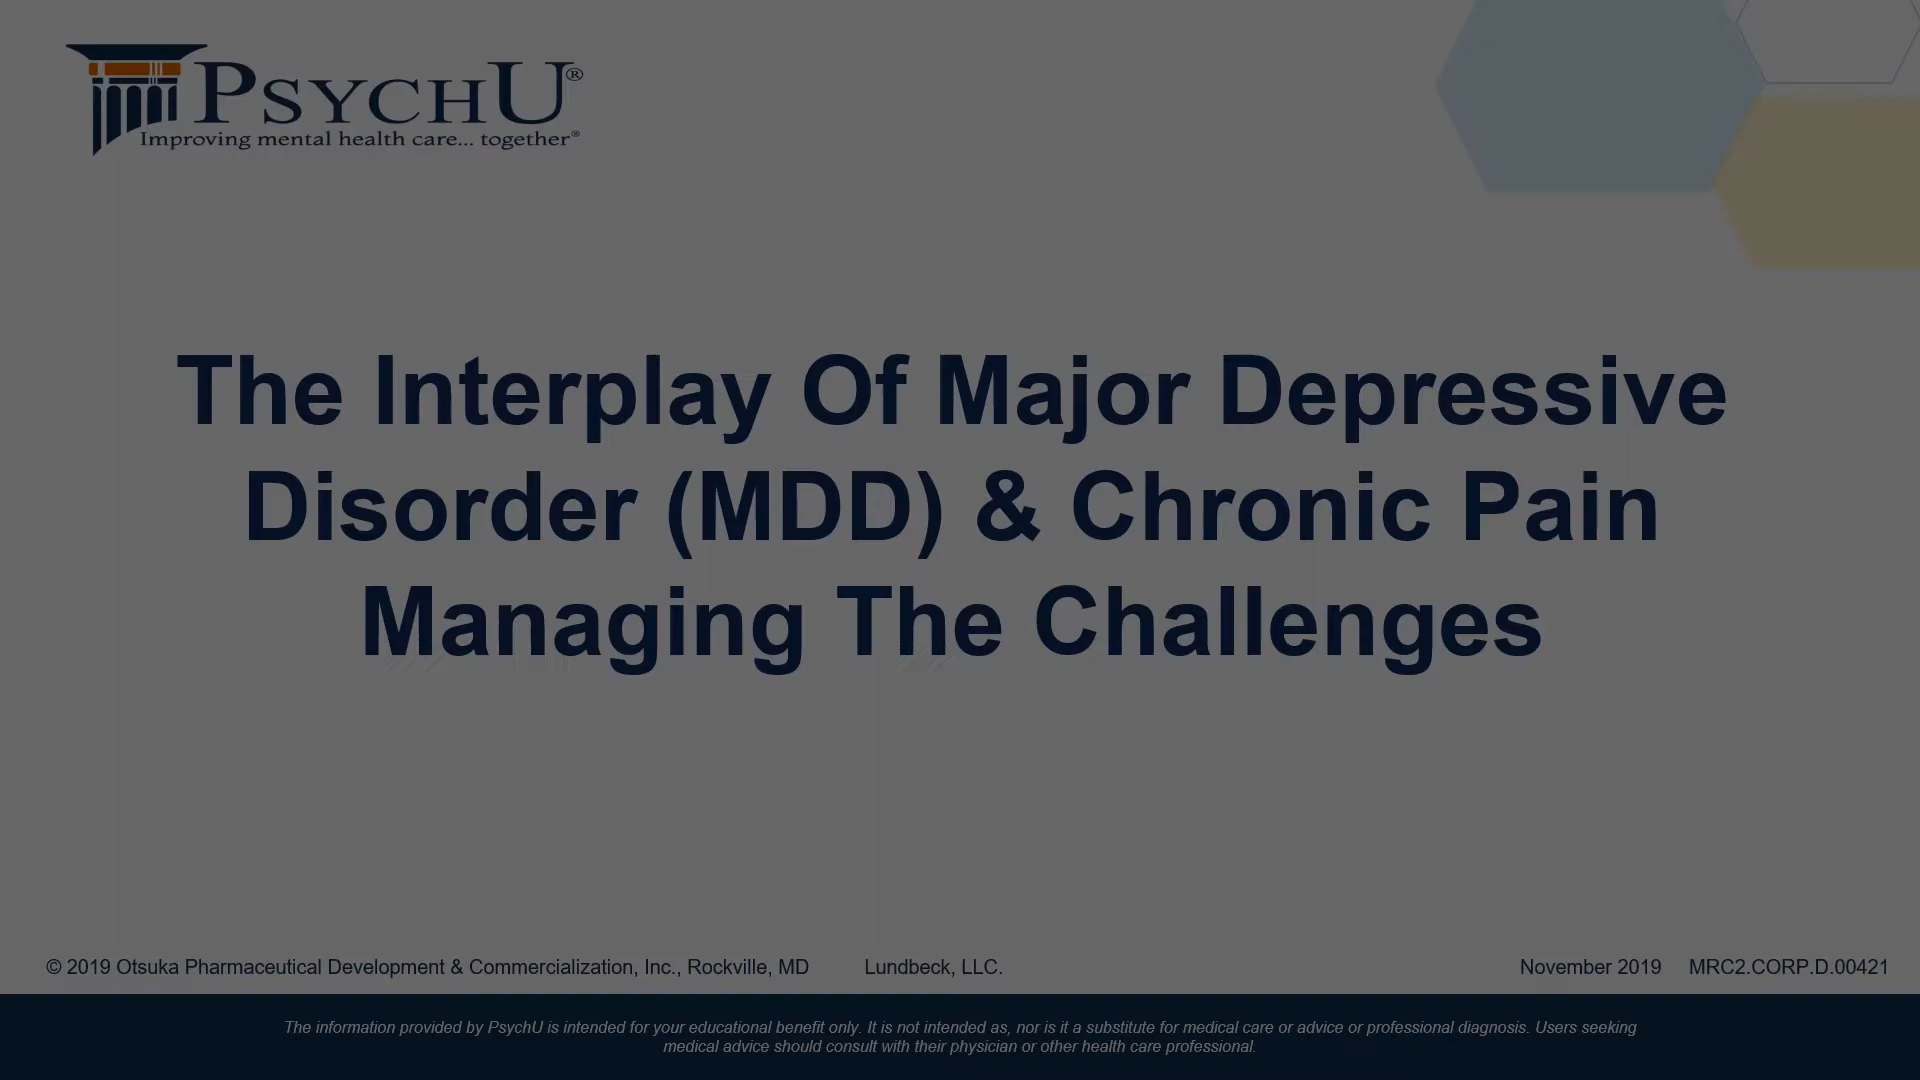 PSYCHU®
Improving mental health care... together®
The Interplay Of Major Depressive
Disorder (MDD) & Chronic Pain
Managing The Challenges
© 2019 Otsuka Pharmaceutical Development & Commercialization, Inc., Rockville, MD Lundbeck, LLC. November 2019 MRC2.CORP.D.00421
The information provided by PsychU is intended for your educational benefit only. It is not intended as, nor is it a substitute for medical care or advice or professional diagnosis. Users seeking
medical advice should consult with their physician or other health care professional.